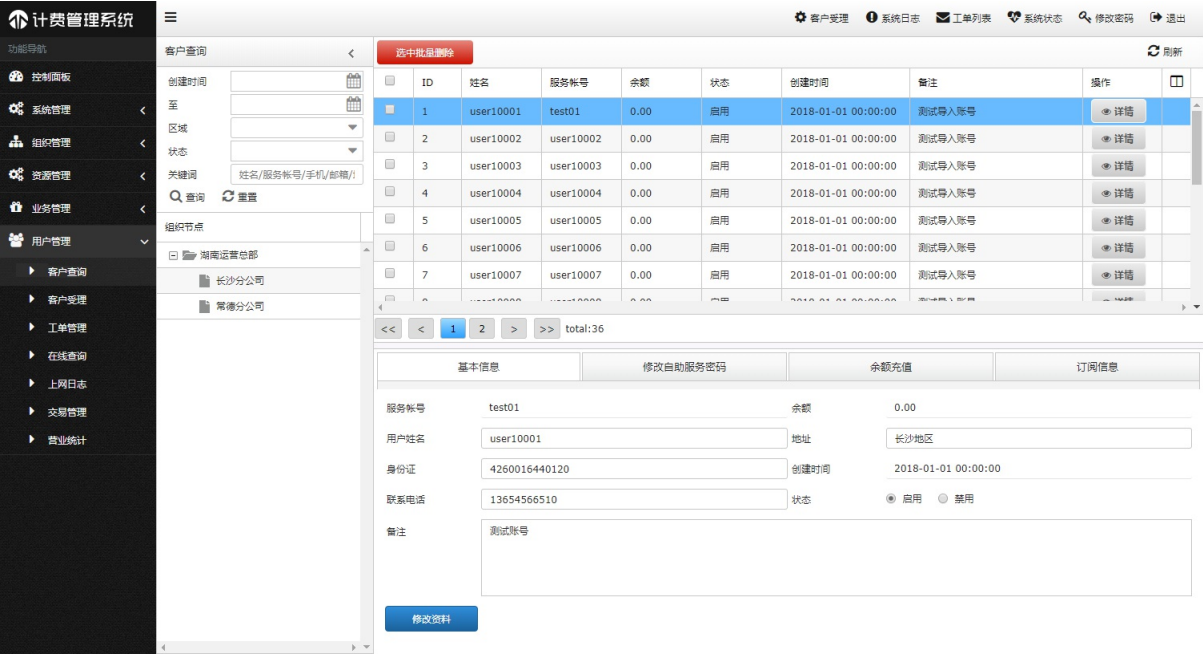 计费管理系统
客户受理 系统日志 工单列表 系统状态 修改密码 退出
功能导航
控制面板
系统管理
组织管理
资源管理
业务管理
用户管理
客户查询
客户受理
工单管理
在线查询
上网日志
交易管理
营业统计
客户查询
创建时间
至
区域
状态
关键词 姓名/服务帐号/手机/邮箱/
查询 重置
组织节点
湖南运营总部
长沙分公司
常德分公司
选中批量删除 刷新
ID 姓名 服务帐号 余额 状态 创建时间 备注 操作
1 user10001 test01 0.00 启用 2018-01-01 00:00:00 测试导入账号 详情
2 user10002 user10002 0.00 启用 2018-01-01 00:00:00 测试导入账号 详情
3 user10003 user10003 0.00 启用 2018-01-01 00:00:00 测试导入账号 详情
4 user10004 user10004 0.00 启用 2018-01-01 00:00:00 测试导入账号 详情
5 user10005 user10005 0.00 启用 2018-01-01 00:00:00 测试导入账号 详情
6 user10006 user10006 0.00 启用 2018-01-01 00:00:00 测试导入账号 详情
7 user10007 user10007 0.00 启用 2018-01-01 00:00:00 测试导入账号 详情
<< < 1 2 > >> total:36
基本信息 修改自助服务密码 余额充值 订阅信息
服务帐号 test01 余额 0.00
用户姓名 user10001 地址 长沙地区
身份证 4260016440120 创建时间 2018-01-01 00:00:00
联系电话 13654566510 状态 启用 禁用
备注 测试账号
修改资料